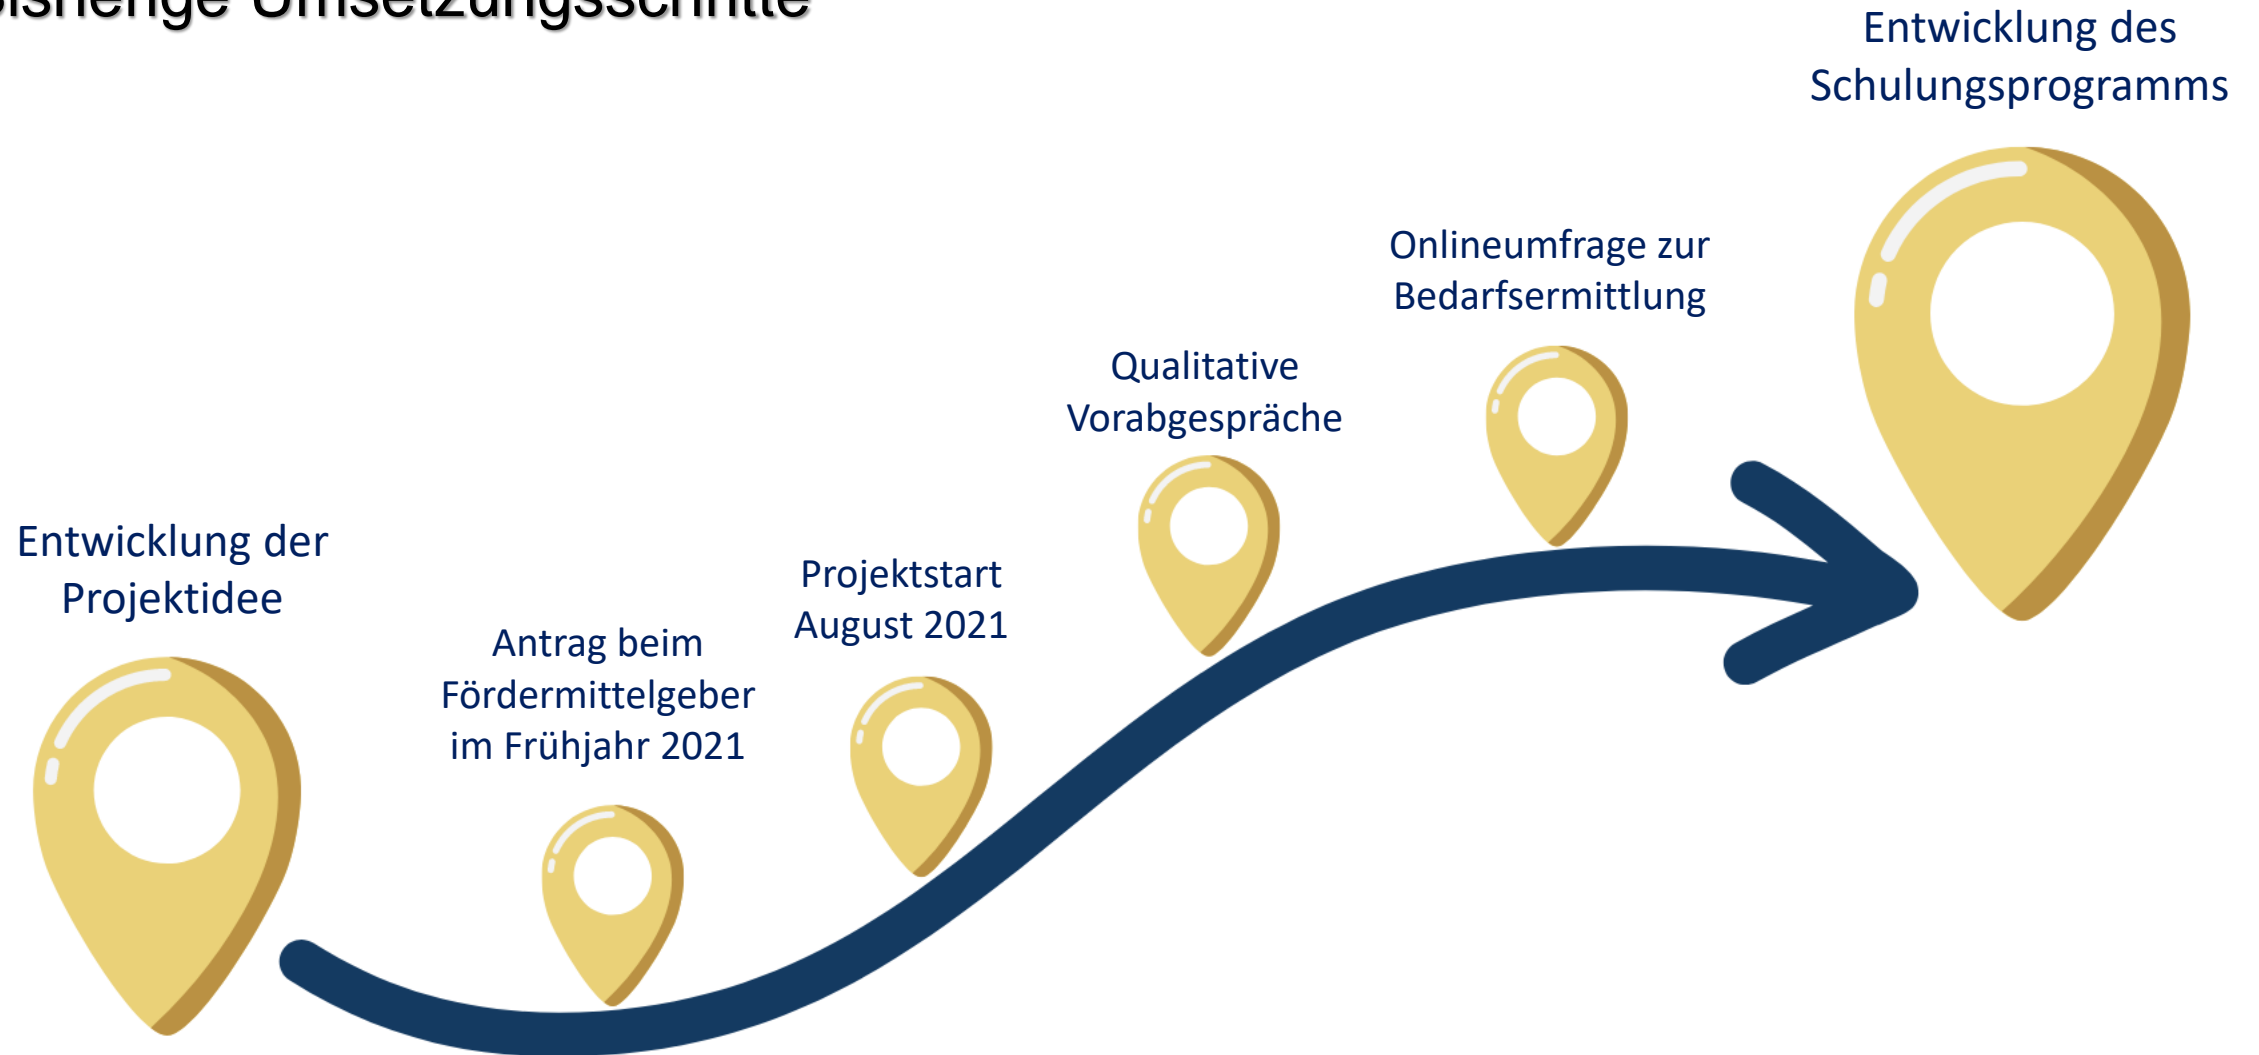 Umsetzungsschritte
Entwicklung des
Schulungsprogramms
Onlineumfrage zur
Bedarfsermittlung
Qualitative
Vorabgespräche
Entwicklung der
Projektidee
Projektstart
August 2021
Antrag beim
Fördermittelgeber
im Frühjahr 2021